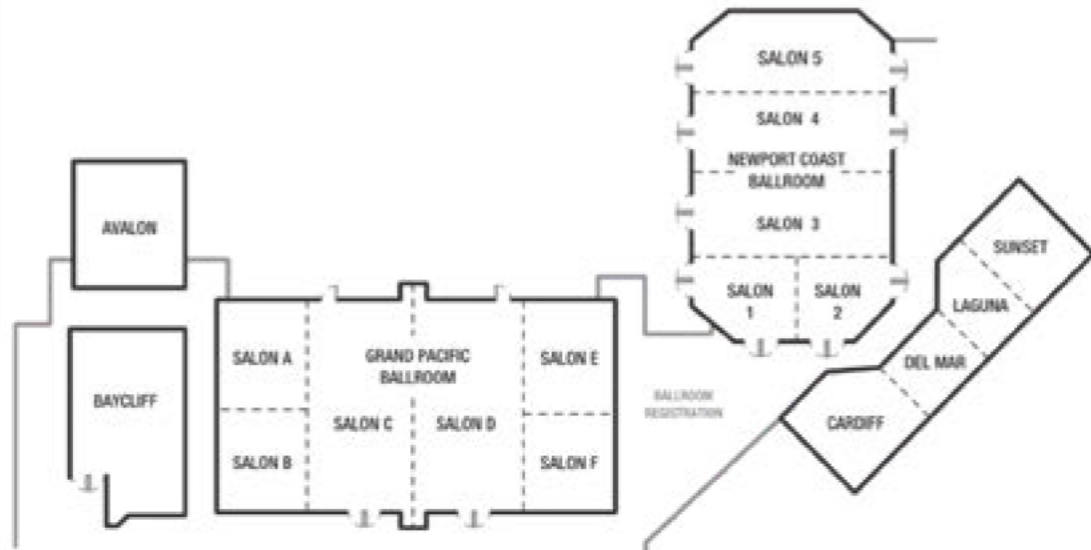 SALON 5
SALON 4
NEWPORT COAST
BALLROOM
SALON 3
SALON
1
SALON
2
AVALON
BAYCLIFF
SALON A
SALON B
GRAND PACIFIC
BALLROOM
SALON C
SALON D
SALON E
SALON F
BALLROOM
REGISTRATION
SUNSET
LAGUNA
DEL MAR
CARDIFF